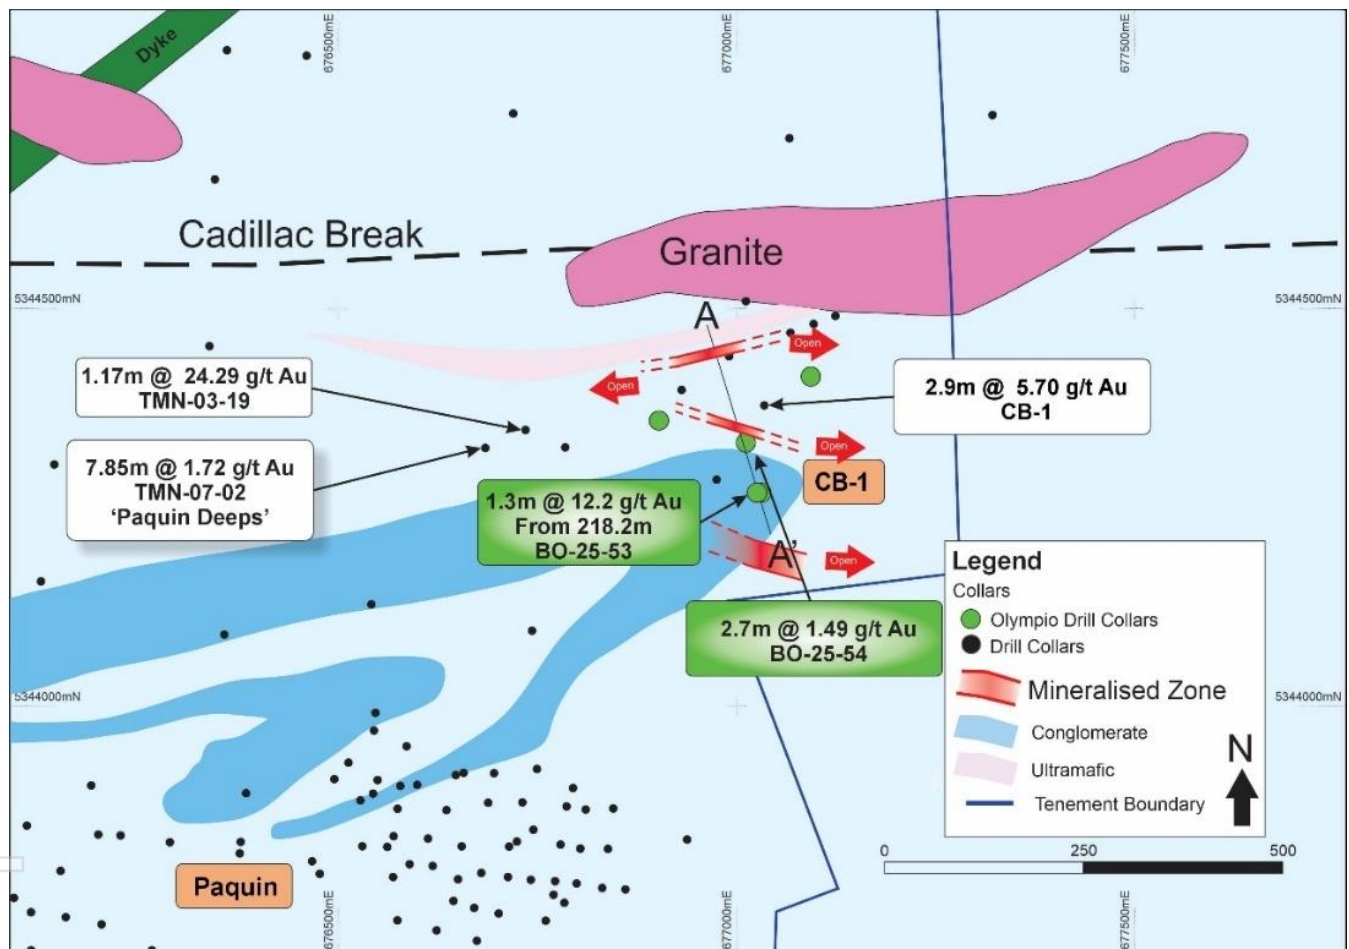 Dyke
676500mE
677000mE
677500mE
Cadillac Break
Granite
5344500mN
5344500mN
A
Open
Open
1.17m @ 24.29 g/t Au
TMN-03-19
2.9m @ 5.70 g/t Au
CB-1
7.85m @ 1.72 g/t Au
TMN-07-02
‘Paquin Deeps’
Open
CB-1
1.3m @ 12.2 g/t Au
From 218.2m
BO-25-53
A'
Open
2.7m @ 1.49 g/t Au
BO-25-54
Legend
Collars
Olympio Drill Collars
Drill Collars
Mineralised Zone
Conglomerate
Ultramafic
Tenement Boundary
N
5344000mN
5344000mN
0 250 500
Paquin
676500mE
677000mE
677500mE